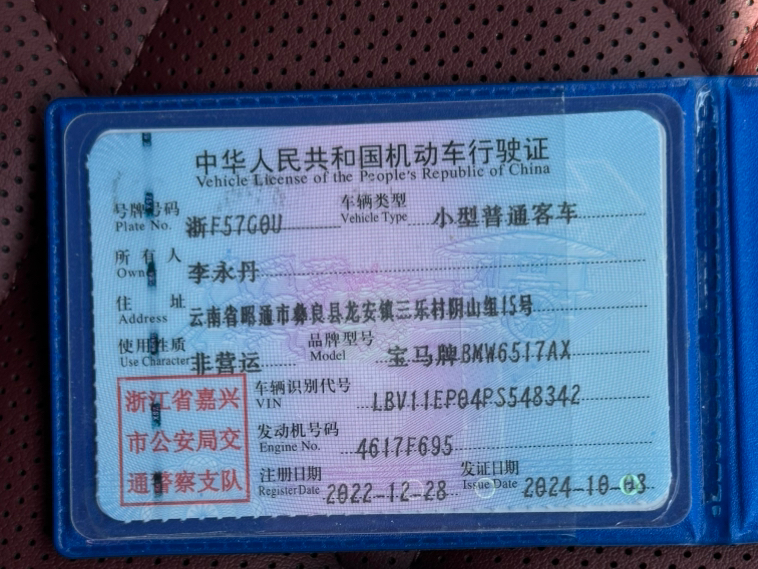 中华人民共和国机动车行驶证
Vehicle License of the People's Republic of China
号牌号码 浙F57G0U 车辆类型 小型普通客车
Plate No. Vehicle Type
所有人 李永丹
Owner
住址 云南省昭通市彝良县龙安镇三乐村阴山组15号
Address
使用性质 非营运 品牌型号 宝马牌BMW6517AX
Use Character Model
浙江省嘉兴
市公安局交
通警察支队
车辆识别代号 LBV11EP04PS548342
VIN
发动机号码 4617F695
Engine No.
注册日期 2022-12-28 发证日期 2024-10-03
Register Date Issue Date